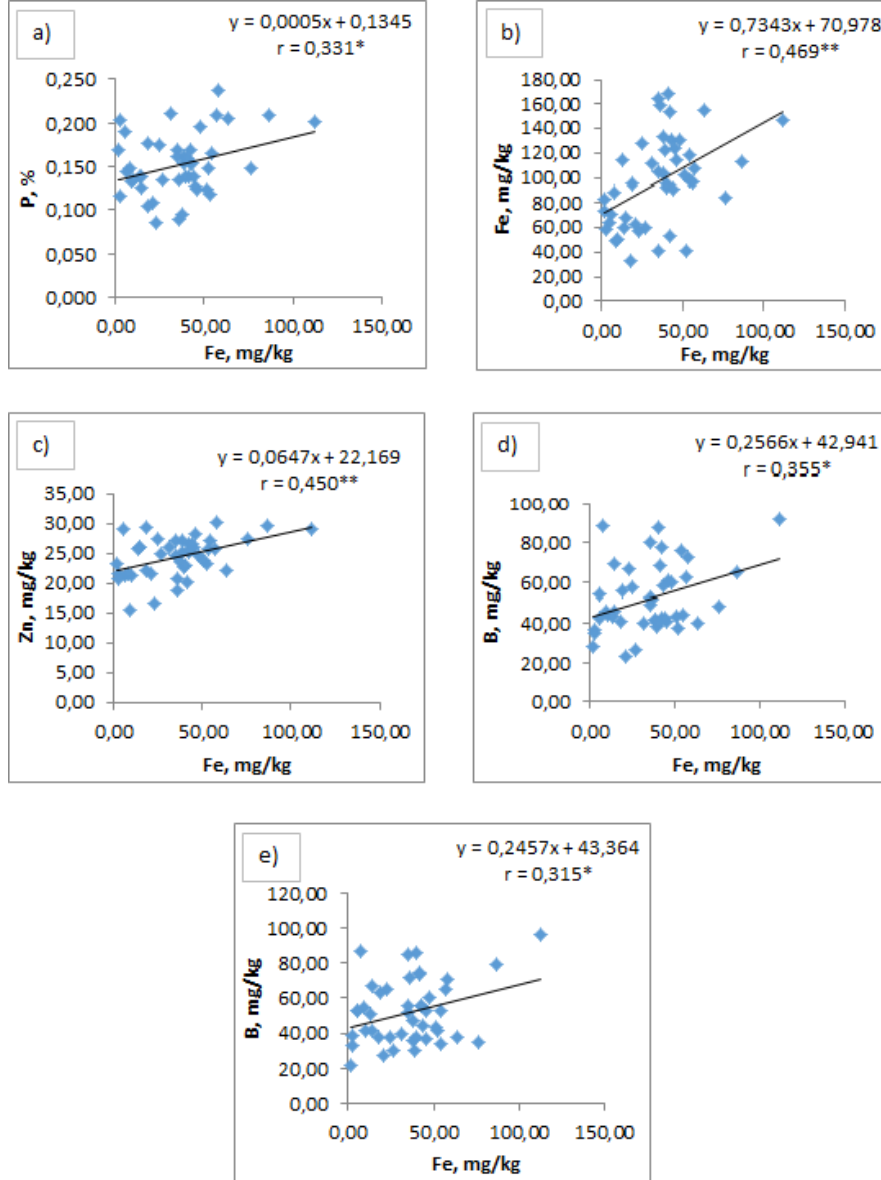 a)
y = 0,0005x + 0,1345
r = 0,331*
P, %
0,250
0,200
0,150
0,100
0,050
0,000
0,00 50,00 100,00 150,00
Fe, mg/kg
b)
y = 0,7343x + 70,978
r = 0,469**
Fe, mg/kg
180,00
160,00
140,00
120,00
100,00
80,00
60,00
40,00
20,00
0,00
0,00 50,00 100,00 150,00
Fe, mg/kg
c)
y = 0,0647x + 22,169
r = 0,450**
Zn, mg/kg
35,00
30,00
25,00
20,00
15,00
10,00
5,00
0,00
0,00 50,00 100,00 150,00
Fe, mg/kg
d)
y = 0,2566x + 42,941
r = 0,355*
B, mg/kg
100,00
80,00
60,00
40,00
20,00
0,00
0,00 50,00 100,00 150,00
Fe, mg/kg
e)
y = 0,2457x + 43,364
r = 0,315*
B, mg/kg
120,00
100,00
80,00
60,00
40,00
20,00
0,00
0,00 50,00 100,00 150,00
Fe, mg/kg